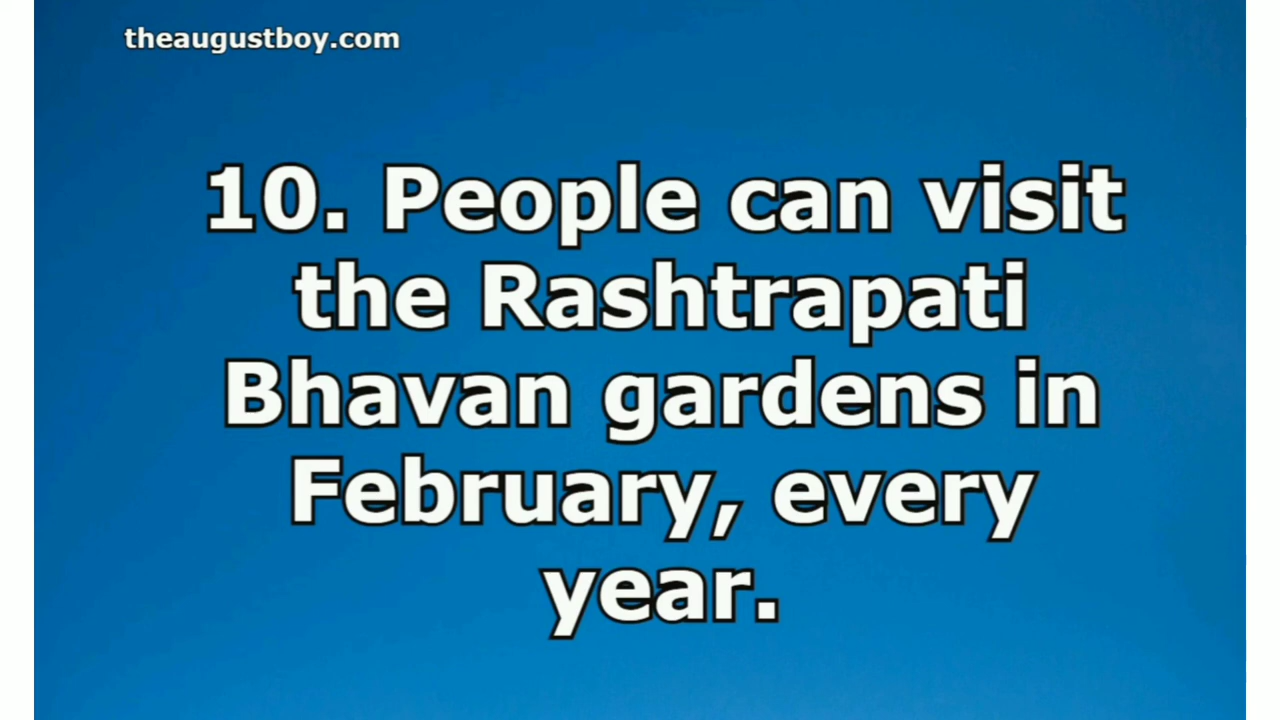 theaugustboy.com
10. People can visit
the Rashtrapati
Bhavan gardens in
February, every
year.